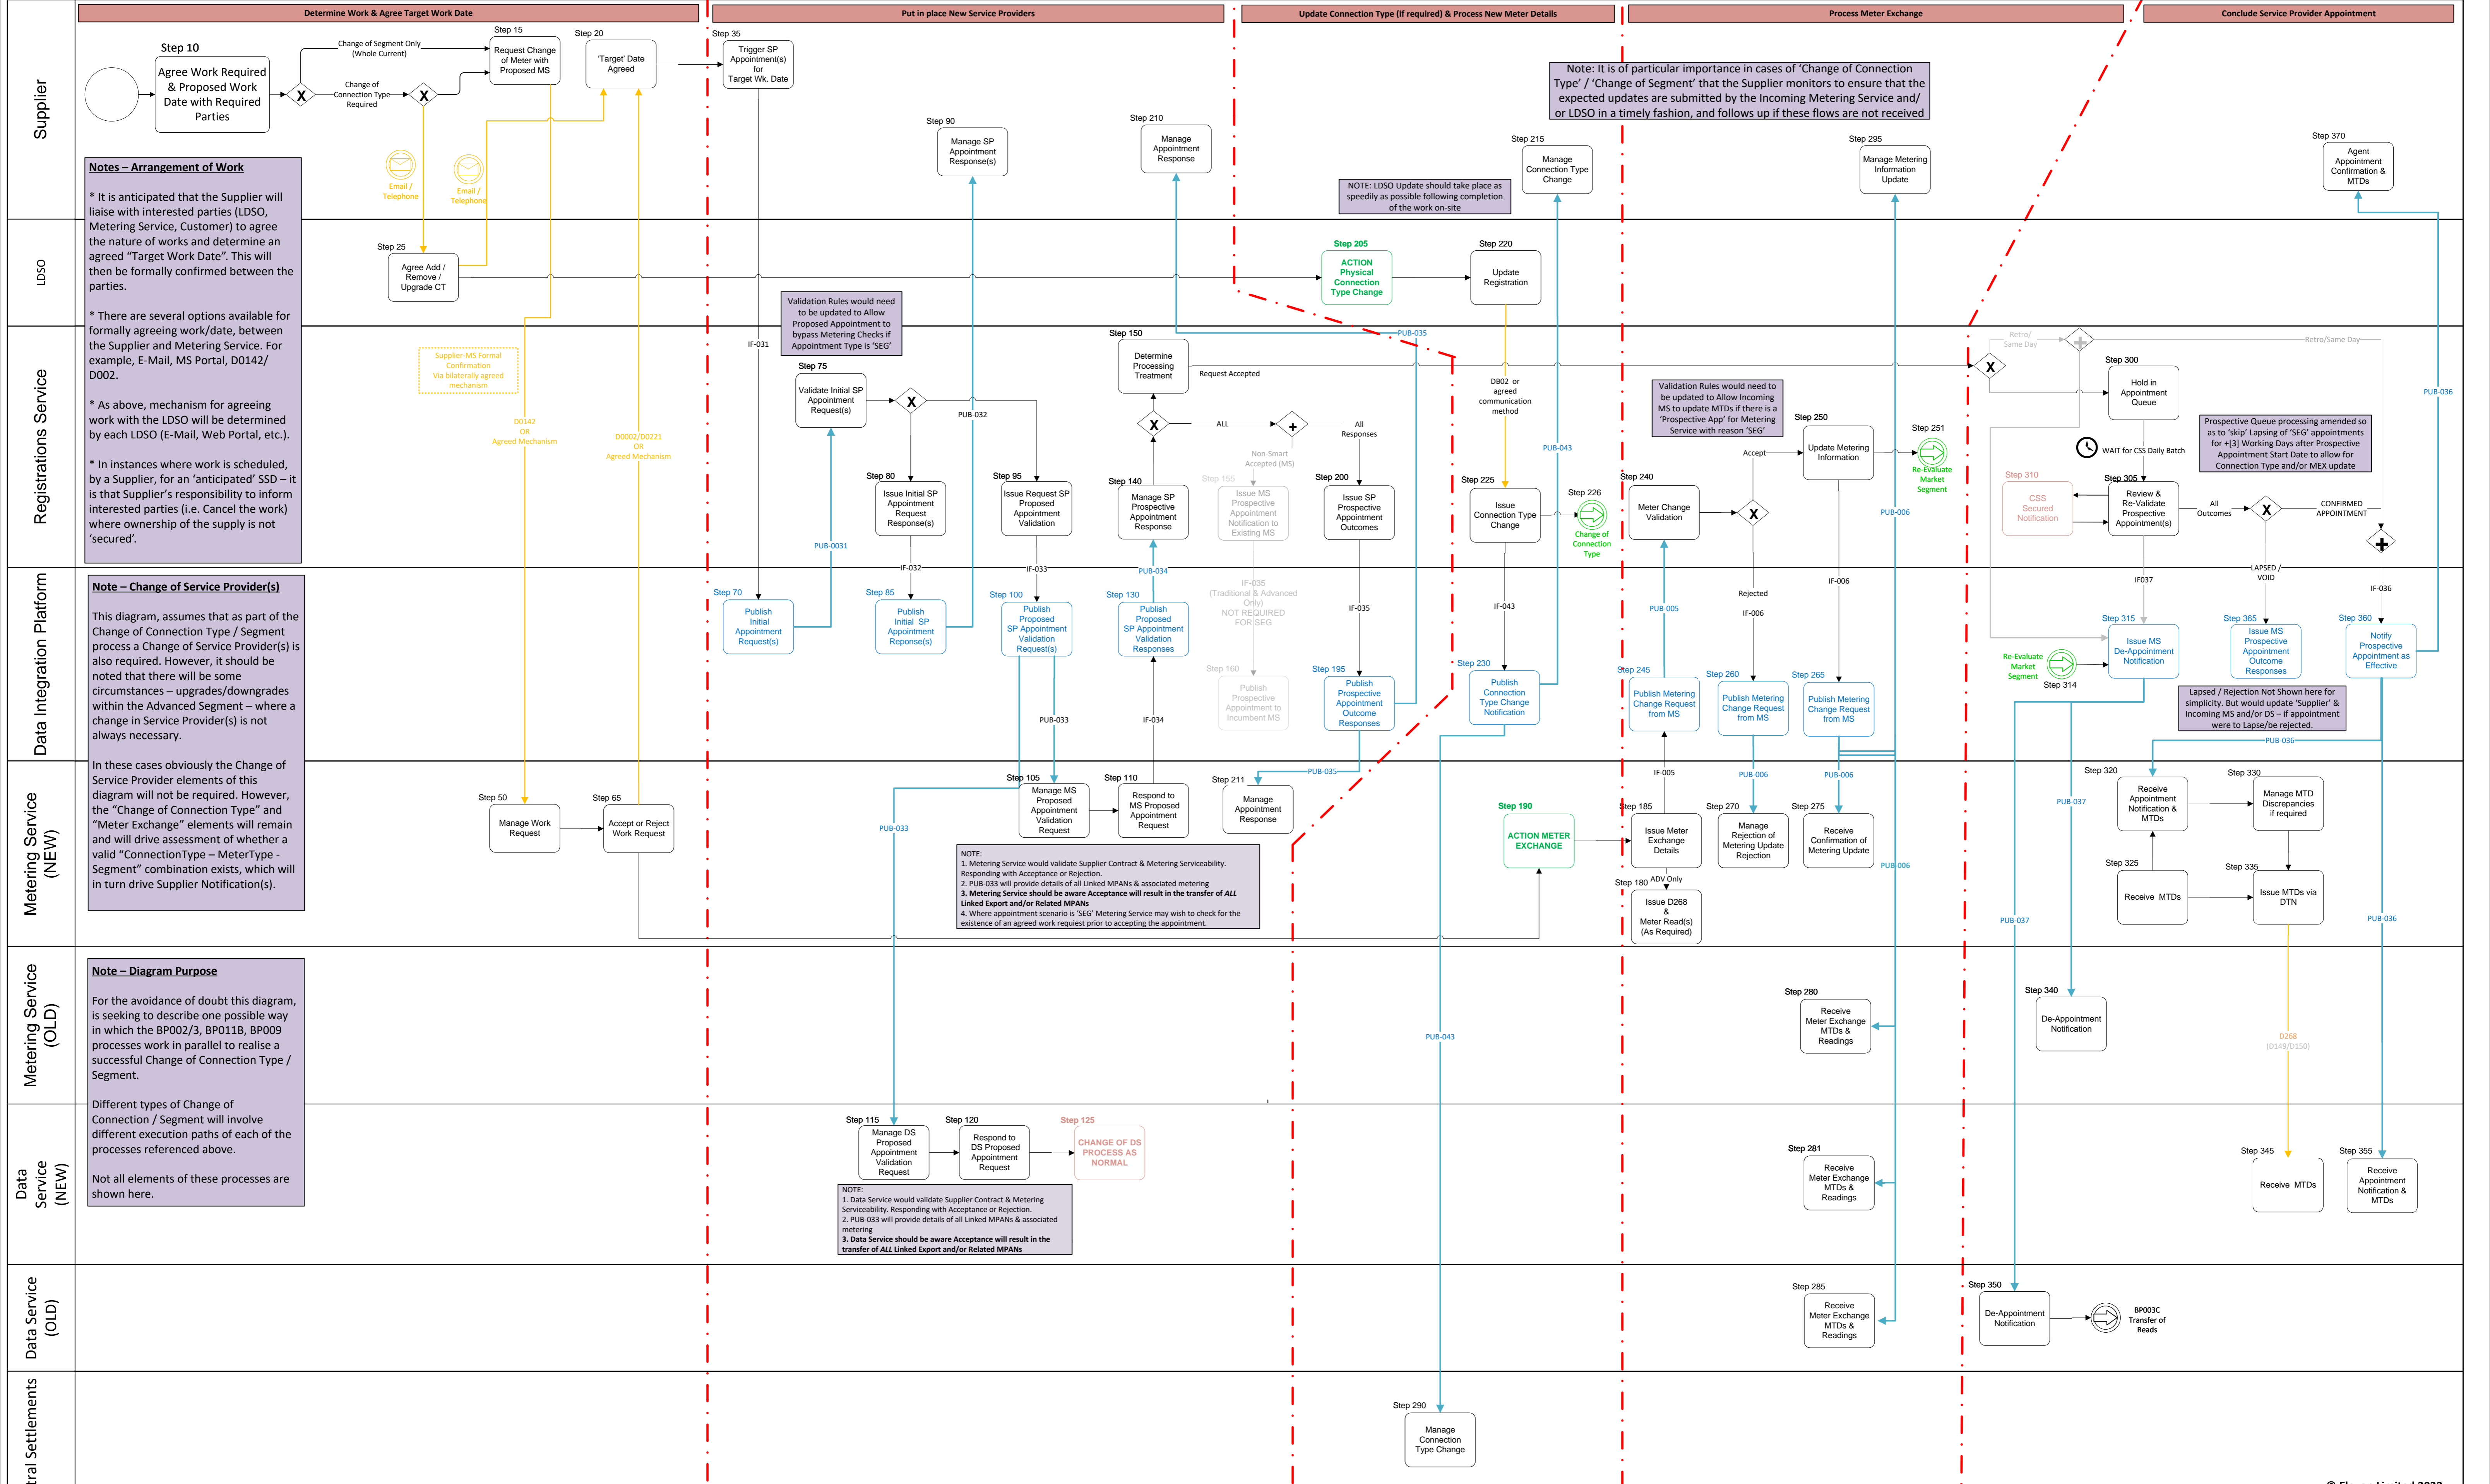 Determine Work & Agree Target Work Date
Put in place New Service Providers
Update Connection Type (if required) & Process New Meter Details
Process Meter Exchange
Conclude Service Provider Appointment
Supplier
Step 10
Agree Work Required
& Proposed Work
Date with Required
Parties
Change of Segment Only
(Whole Current)
X
Change of
Connection Type
Required
X
Step 15
Request Change
of Meter with
Proposed MS
Step 20
'Target' Date
Agreed
Email /
Telephone
Email /
Telephone
Step 35
Trigger SP
Appointment(s)
for
Target Wk. Date
Step 90
Manage SP
Appointment
Response(s)
Step 210
Manage
Appointment
Response
Note: It is of particular importance in cases of 'Change of Connection
Type' / 'Change of Segment' that the Supplier monitors to ensure that the
expected updates are submitted by the Incoming Metering Service and/
or LDSO in a timely fashion, and follows up if these flows are not received
NOTE: LDSO Update should take place as
speedily as possible following completion
of the work on-site
Step 215
Manage
Connection Type
Change
Step 295
Manage Metering
Information
Update
Step 370
Agent
Appointment
Confirmation &
MTDs
Notes – Arrangement of Work
* It is anticipated that the Supplier will
liaise with interested parties (LDSO,
Metering Service, Customer) to agree
the nature of works and determine an
agreed “Target Work Date”. This will
then be formally confirmed between the
parties.
* There are several options available for
formally agreeing work/date, between
the Supplier and Metering Service. For
example, E-Mail, MS Portal, D0142/
D002.
* As above, mechanism for agreeing
work with the LDSO will be determined
by each LDSO (E-Mail, Web Portal, etc.).
* In instances where work is scheduled,
by a Supplier, for an ‘anticipated’ SSD – it
is that Supplier’s responsibility to inform
interested parties (i.e. Cancel the work)
where ownership of the supply is not
‘secured’.
LDSO
Step 25
Agree Add /
Remove /
Upgrade CT
Step 205
ACTION
Physical
Connection
Type Change
Step 220
Update
Registration
Registrations Service
Supplier-MS Formal
Confirmation
Via bilaterally agreed
mechanism
D0142
OR
Agreed Mechanism
D0002/D0221
OR
Agreed Mechanism
IF-031
Validation Rules would need
to be updated to Allow
Proposed Appointment to
bypass Metering Checks if
Appointment Type is ‘SEG’
Step 75
Validate Initial SP
Appointment
Request(s)
X
PUB-0031
Step 80
Issue Initial SP
Appointment
Request
Response(s)
IF-032
PUB-032
Step 95
Issue Request SP
Proposed
Appointment
Validation
IF-033
Step 150
Determine
Processing
Treatment
Request Accepted
X
ALL
+
All
Responses
Step 140
Manage SP
Prospective
Appointment
Response
PUB-034
Non-Smart
Accepted (MS)
Step 155
Issue MS
Prospective
Appointment
Notification to
Existing MS
Step 200
Issue SP
Prospective
Appointment
Outcomes
PUB-035
DB02 or
agreed
communication
method
Step 225
Issue
Connection Type
Change
Step 226
Change of
Connection
Type
PUB-043
Validation Rules would need to
be updated to Allow Incoming
MS to update MTDs if there is a
‘Prospective App’ for Metering
Service with reason ‘SEG’
Step 240
Meter Change
Validation
X
Accept
Rejected
Step 250
Update Metering
Information
Step 251
Re-Evaluate
Market
Segment
PUB-006
Retro/
Same Day
+
Retro/Same Day
X
Step 300
Hold in
Appointment
Queue
WAIT for CSS Daily Batch
Prospective Queue processing amended so
as to ‘skip’ Lapsing of ‘SEG’ appointments
for +[3] Working Days after Prospective
Appointment Start Date to allow for
Connection Type and/or MEX update
Step 310
CSS
Secured
Notification
Step 305
Review &
Re-Validate
Prospective
Appointment(s)
All
Outcomes
X
CONFIRMED
APPOINTMENT
+
PUB-036
LAPSED /
VOID
IF037
IF-036
Data Integration Platform
Note – Change of Service Provider(s)
This diagram, assumes that as part of the
Change of Connection Type / Segment
process a Change of Service Provider(s) is
also required. However, it should be
noted that there will be some
circumstances – upgrades/downgrades
within the Advanced Segment – where a
change in Service Provider(s) is not
always necessary.
In these cases obviously the Change of
Service Provider elements of this
diagram will not be required. However,
the “Change of Connection Type” and
“Meter Exchange” elements will remain
and will drive assessment of whether a
valid “ConnectionType – MeterType -
Segment” combination exists, which will
in turn drive Supplier Notification(s).
Step 70
Publish
Initial
Appointment
Request(s)
Step 85
Publish
Initial SP
Appointment
Reponse(s)
Step 100
Publish
Proposed
SP Appointment
Validation
Request(s)
PUB-033
Step 130
Publish
Proposed
SP Appointment
Validation
Responses
IF-034
IF-035
(Traditional & Advanced
Only)
NOT REQUIRED
FOR SEG
Step 160
Publish
Prospective
Appointment to
Incumbent MS
IF-035
Step 195
Publish
Prospective
Appointment
Outcome
Responses
IF-043
Step 230
Publish
Connection
Type Change
Notification
PUB-005
Step 245
Publish Metering
Change Request
from MS
IF-006
Step 260
Publish Metering
Change Request
from MS
IF-006
Step 265
Publish Metering
Change Request
from MS
Re-Evaluate
Market
Segment
Step 314
Step 315
Issue MS
De-Appointment
Notification
Step 365
Issue MS
Prospective
Appointment
Outcome
Responses
Step 360
Notify
Prospective
Appointment as
Effective
Lapsed / Rejection Not Shown here for
simplicity. But would update ‘Supplier’ &
Incoming MS and/or DS – if appointment
were to Lapse/be rejected.
PUB-036
Metering Service
(NEW)
Step 50
Manage Work
Request
Step 65
Accept or Reject
Work Request
PUB-033
Step 105
Manage MS
Proposed
Appointment
Validation
Request
Step 110
Respond to
MS Proposed
Appointment
Request
PUB-035
Step 211
Manage
Appointment
Response
NOTE:
1. Metering Service would validate Supplier Contract & Metering Serviceability.
Responding with Acceptance or Rejection.
2. PUB-033 will provide details of all Linked MPANs & associated metering
3. Metering Service should be aware Acceptance will result in the transfer of ALL
Linked Export and/or Related MPANs
4. Where appointment scenario is ‘SEG’ Metering Service may wish to check for the
existence of an agreed work requiest prior to accepting the appointment.
Step 190
ACTION METER
EXCHANGE
IF-005
Step 185
Issue Meter
Exchange
Details
ADV Only
Step 180
Issue D268
&
Meter Read(s)
(As Required)
PUB-006
Step 270
Manage
Rejection of
Metering Update
Rejection
PUB-006
Step 275
Receive
Confirmation of
Metering Update
PUB-006
Step 320
Receive
Appointment
Notification &
MTDs
Step 330
Manage MTD
Discrepancies
if required
Step 325
Receive MTDs
Step 335
Issue MTDs via
DTN
PUB-037
PUB-037
PUB-036
Metering Service
(OLD)
Note – Diagram Purpose
For the avoidance of doubt this diagram,
is seeking to describe one possible way
in which the BP002/3, BP011B, BP009
processes work in parallel to realise a
successful Change of Connection Type /
Segment.
Different types of Change of
Connection / Segment will involve
different execution paths of each of the
processes referenced above.
Not all elements of these processes are
shown here.
PUB-043
Step 280
Receive
Meter Exchange
MTDs &
Readings
Step 340
De-Appointment
Notification
D268
(D149/D150)
Data
Service
(NEW)
Step 115
Manage DS
Proposed
Appointment
Validation
Request
Step 120
Respond to
DS Proposed
Appointment
Request
Step 125
CHANGE OF DS
PROCESS AS
NORMAL
NOTE:
1. Data Service would validate Supplier Contract & Metering
Serviceability. Responding with Acceptance or Rejection.
2. PUB-033 will provide details of all Linked MPANs & associated
metering
3. Data Service should be aware Acceptance will result in the
transfer of ALL Linked Export and/or Related MPANs
Step 281
Receive
Meter Exchange
MTDs &
Readings
Step 345
Receive MTDs
Step 355
Receive
Appointment
Notification &
MTDs
Data Service
(OLD)
Step 285
Receive
Meter Exchange
MTDs &
Readings
Step 350
De-Appointment
Notification
BP003C
Transfer of
Reads
tral Settlements
Step 290
Manage
Connection
Type Change